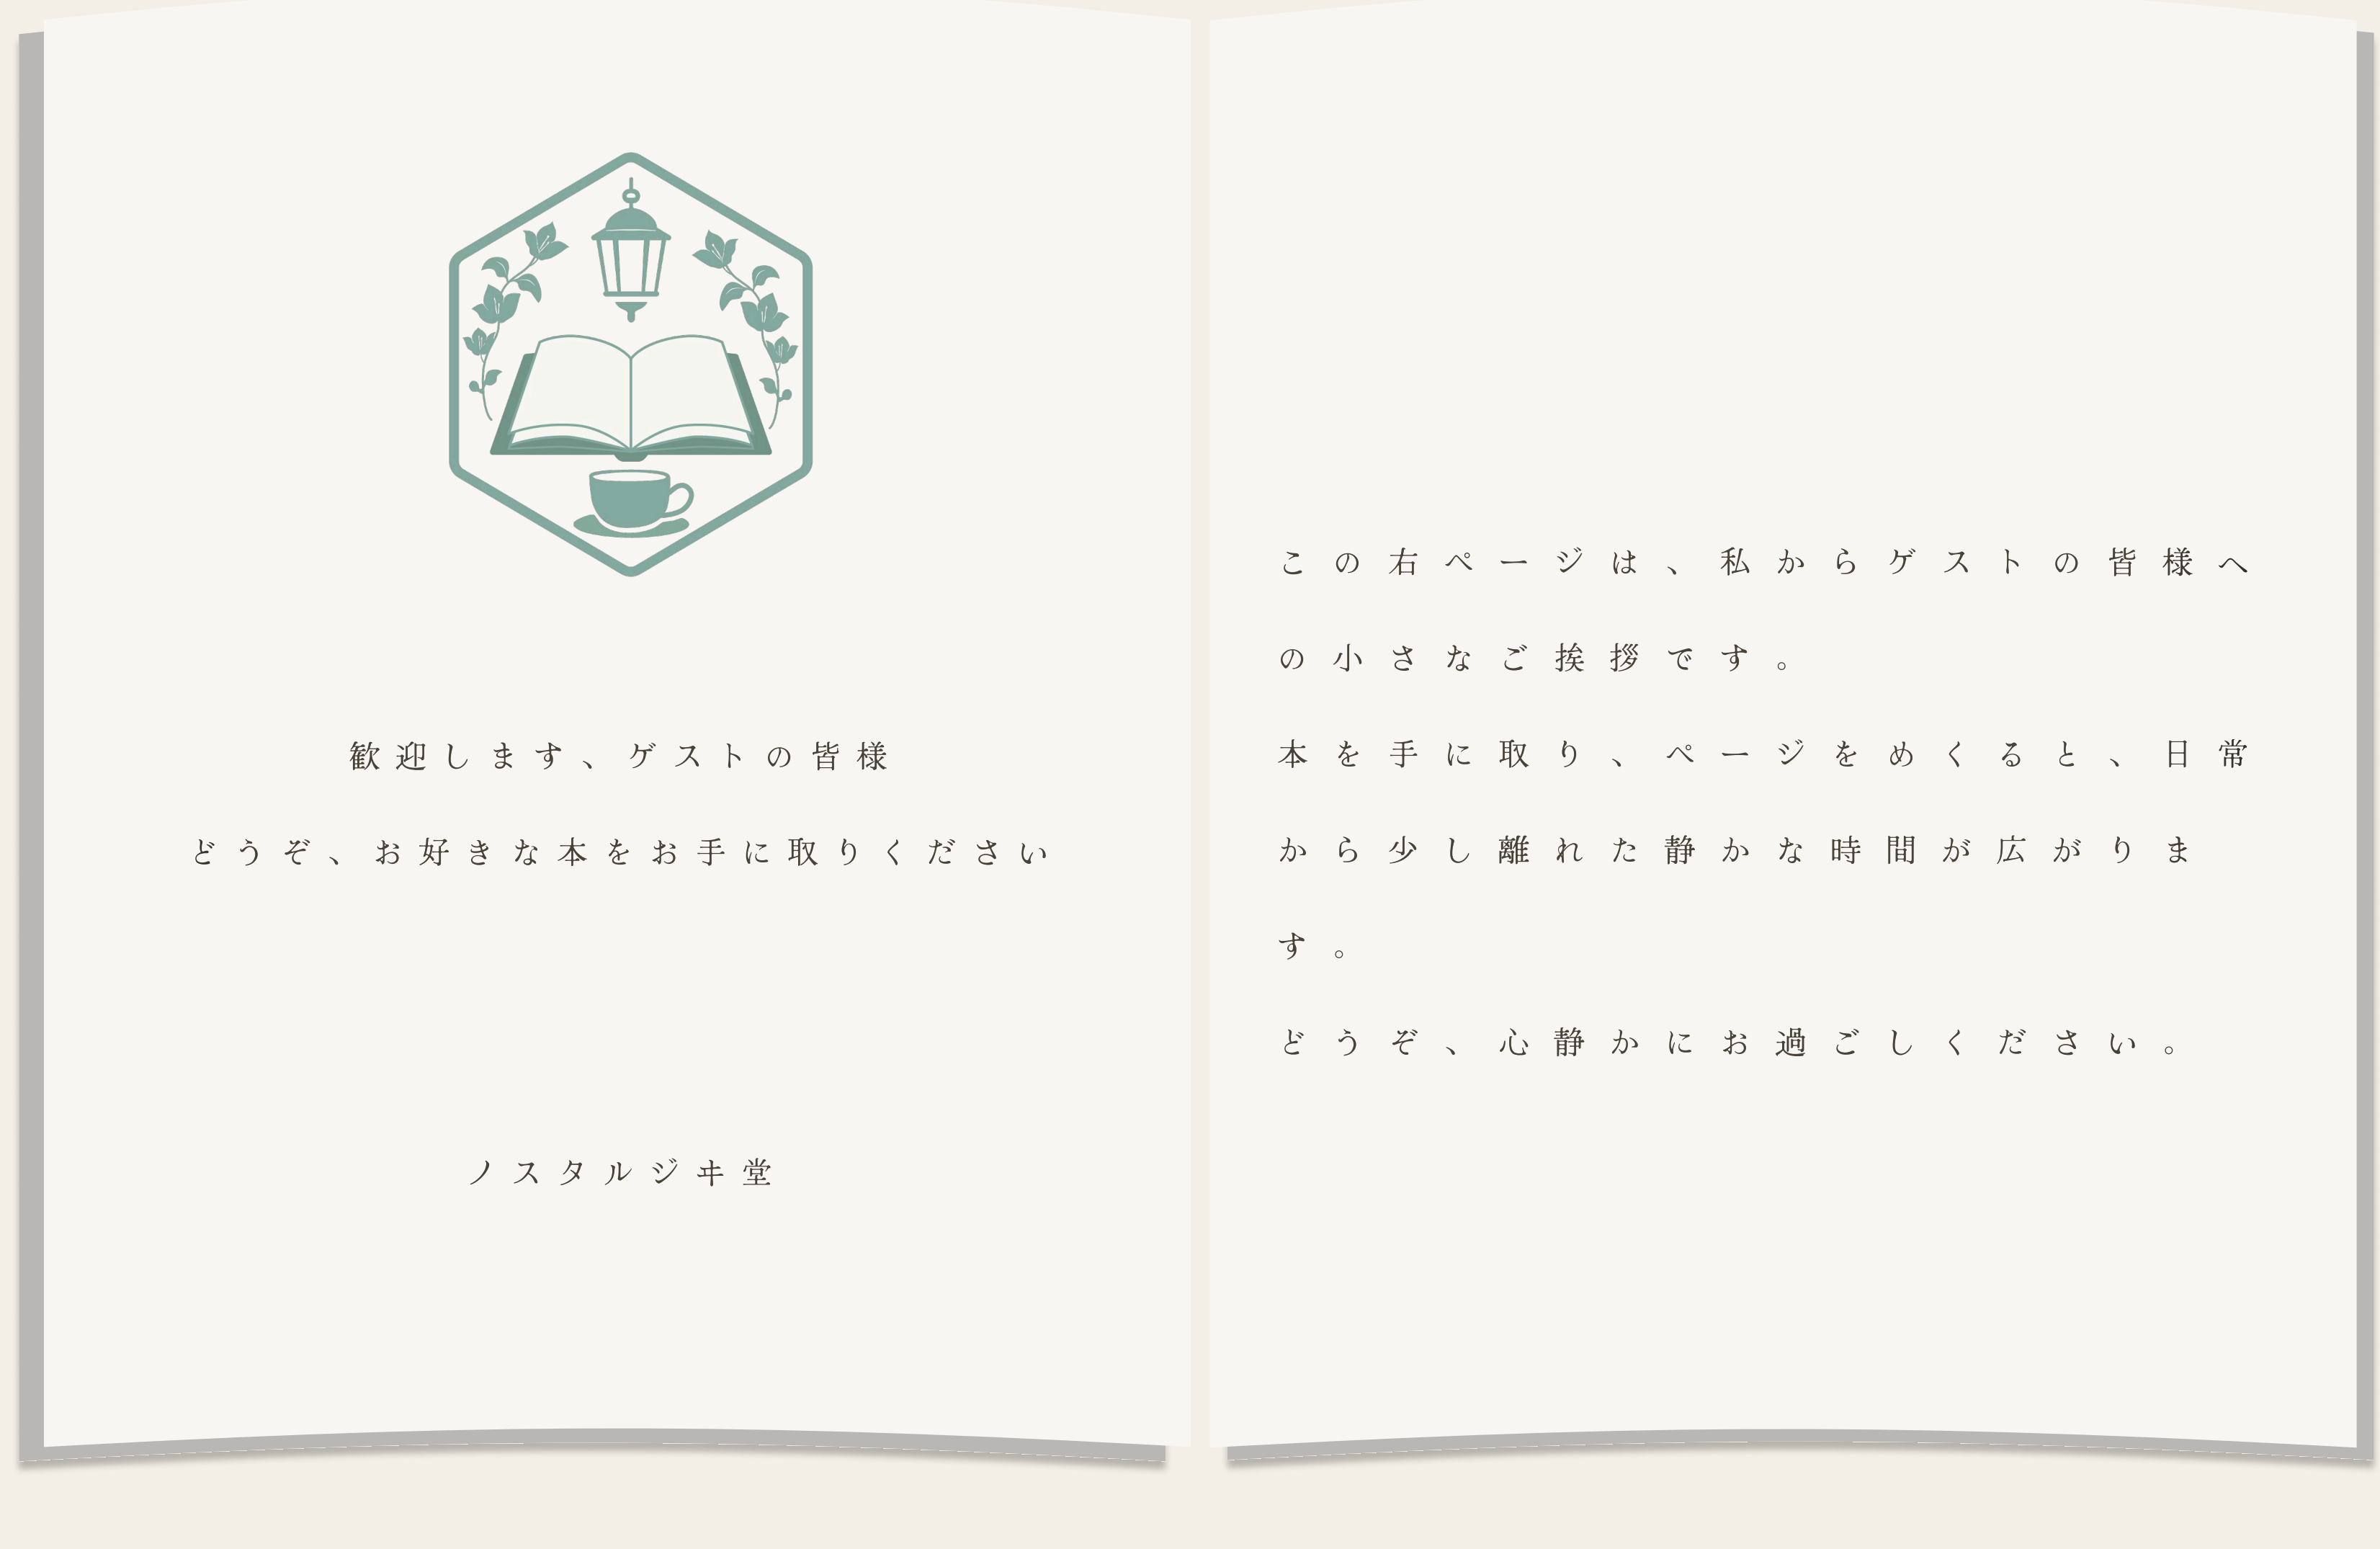 歓迎します、ゲストの皆様
どうぞ、お好きな本をお手に取りください
ノスタルジヰ堂
この右ページは、私からゲストの皆様へ
の小さなご挨拶です。
本を手に取り、ページをめくると、日常
から少し離れた静かな時間が広がりま
す。
どうぞ、心静かにお過ごしください。